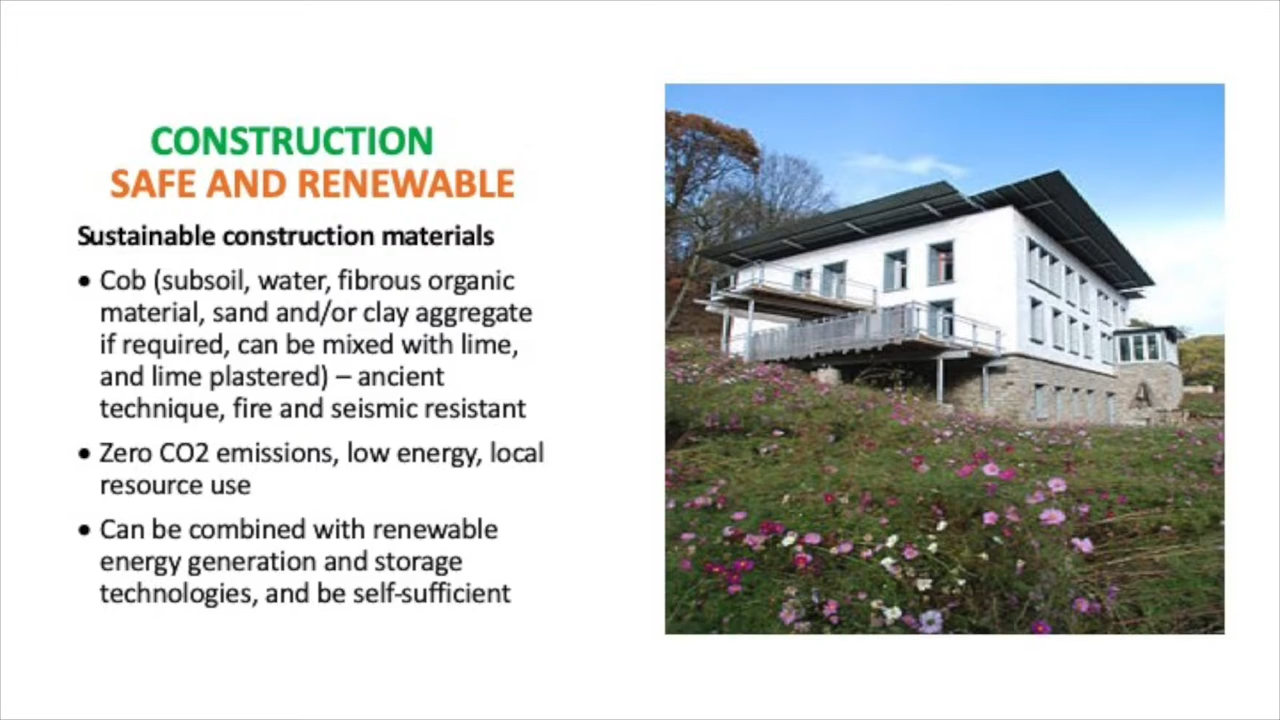 CONSTRUCTION
SAFE AND RENEWABLE
Sustainable construction materials
• Cob (subsoil, water, fibrous organic
material, sand and/or clay aggregate
if required, can be mixed with lime,
and lime plastered) – ancient
technique, fire and seismic resistant
• Zero CO2 emissions, low energy, local
resource use
• Can be combined with renewable
energy generation and storage
technologies, and be self-sufficient